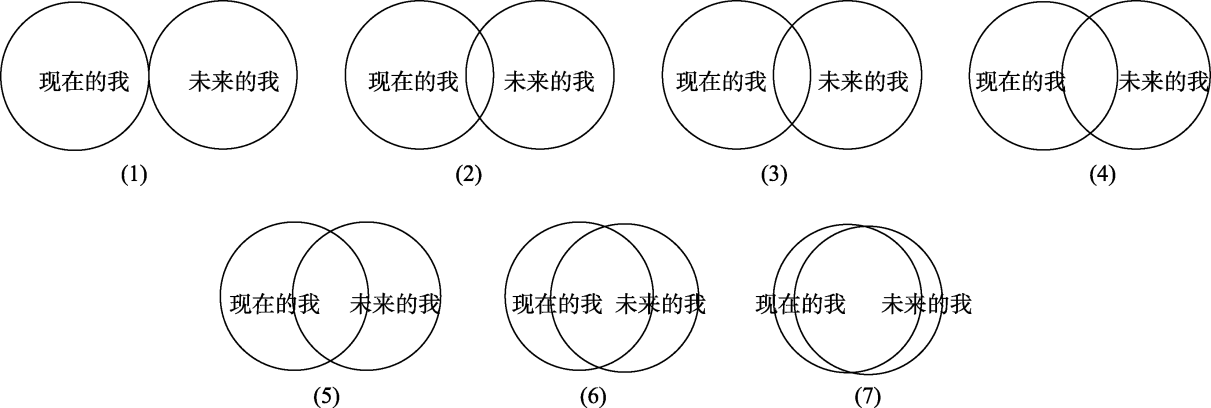 现在的我 未来的我 现在的我 未来的我 现在的我 未来的我 现在的我 未来的我
(1) (2) (3) (4)
现在的我 未来的我 现在的我 未来的我 现在的我 未来的我
(5) (6) (7)